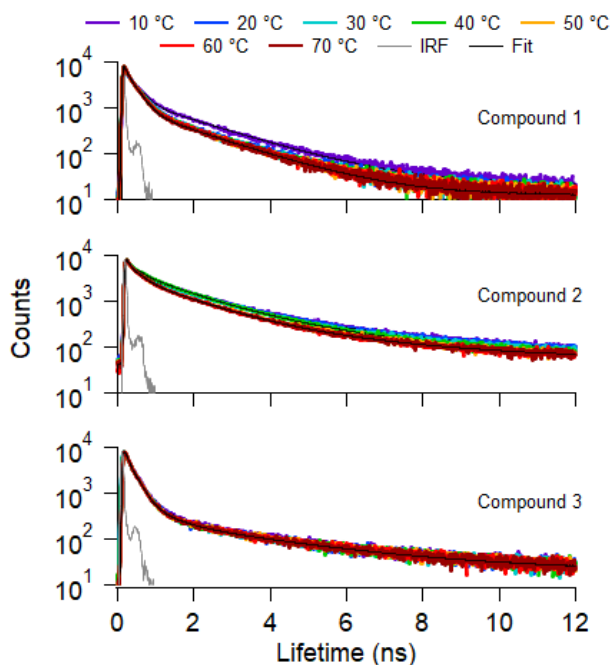 10 °C 20 °C 30 °C 40 °C 50 °C
60 °C 70 °C IRF Fit
10^4
10^3
10^2
10^1
Compound 1
10^4
10^3
10^2
10^1
Compound 2
Counts
10^4
10^3
10^2
10^1
Compound 3
0 2 4 6 8 10 12
Lifetime (ns)